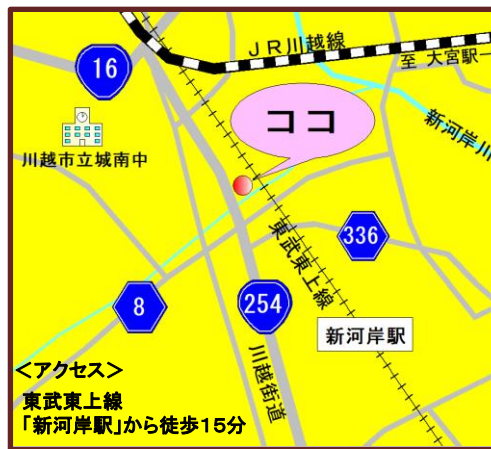 JR川越線
至 大宮駅
16
ココ
新河岸川
川越市立城南中
東武東上線
336
8
254
新河岸駅
川越街道
<アクセス>
東武東上線
「新河岸駅」から徒歩15分